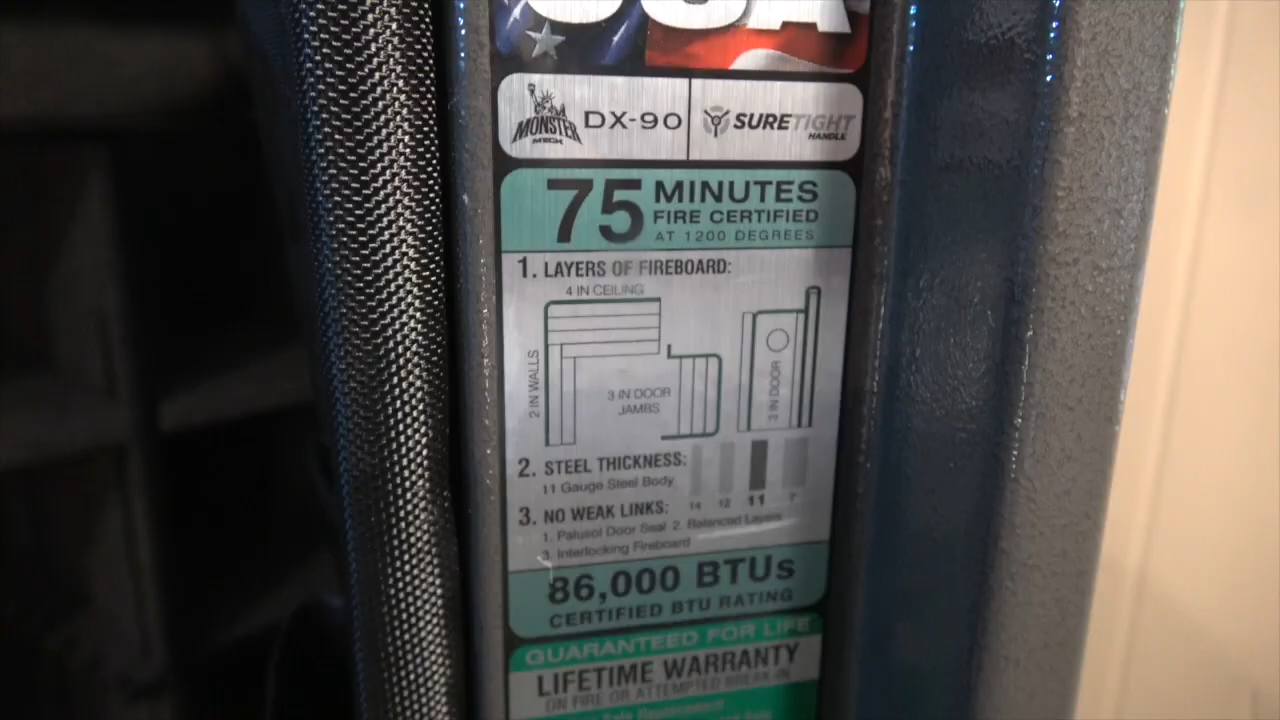 USA
MONSTER
MECH
DX-90
SURETIGHT
HANDLE
75 MINUTES
FIRE CERTIFIED
AT 1200 DEGREES
1. LAYERS OF FIREBOARD:
4 IN CEILING
2 IN WALLS
3 IN DOOR
JAMBS
3 IN DOOR
2. STEEL THICKNESS:
11 Gauge Steel Body
14 12 11 7
3. NO WEAK LINKS:
1. Palusol Door Seal 2. Balanced Layers
3. Interlocking Fireboard
86,000 BTUs
CERTIFIED BTU RATING
GUARANTEED FOR LIFE
LIFETIME WARRANTY
ON FIRE OR ATTEMPTED BREAK-IN